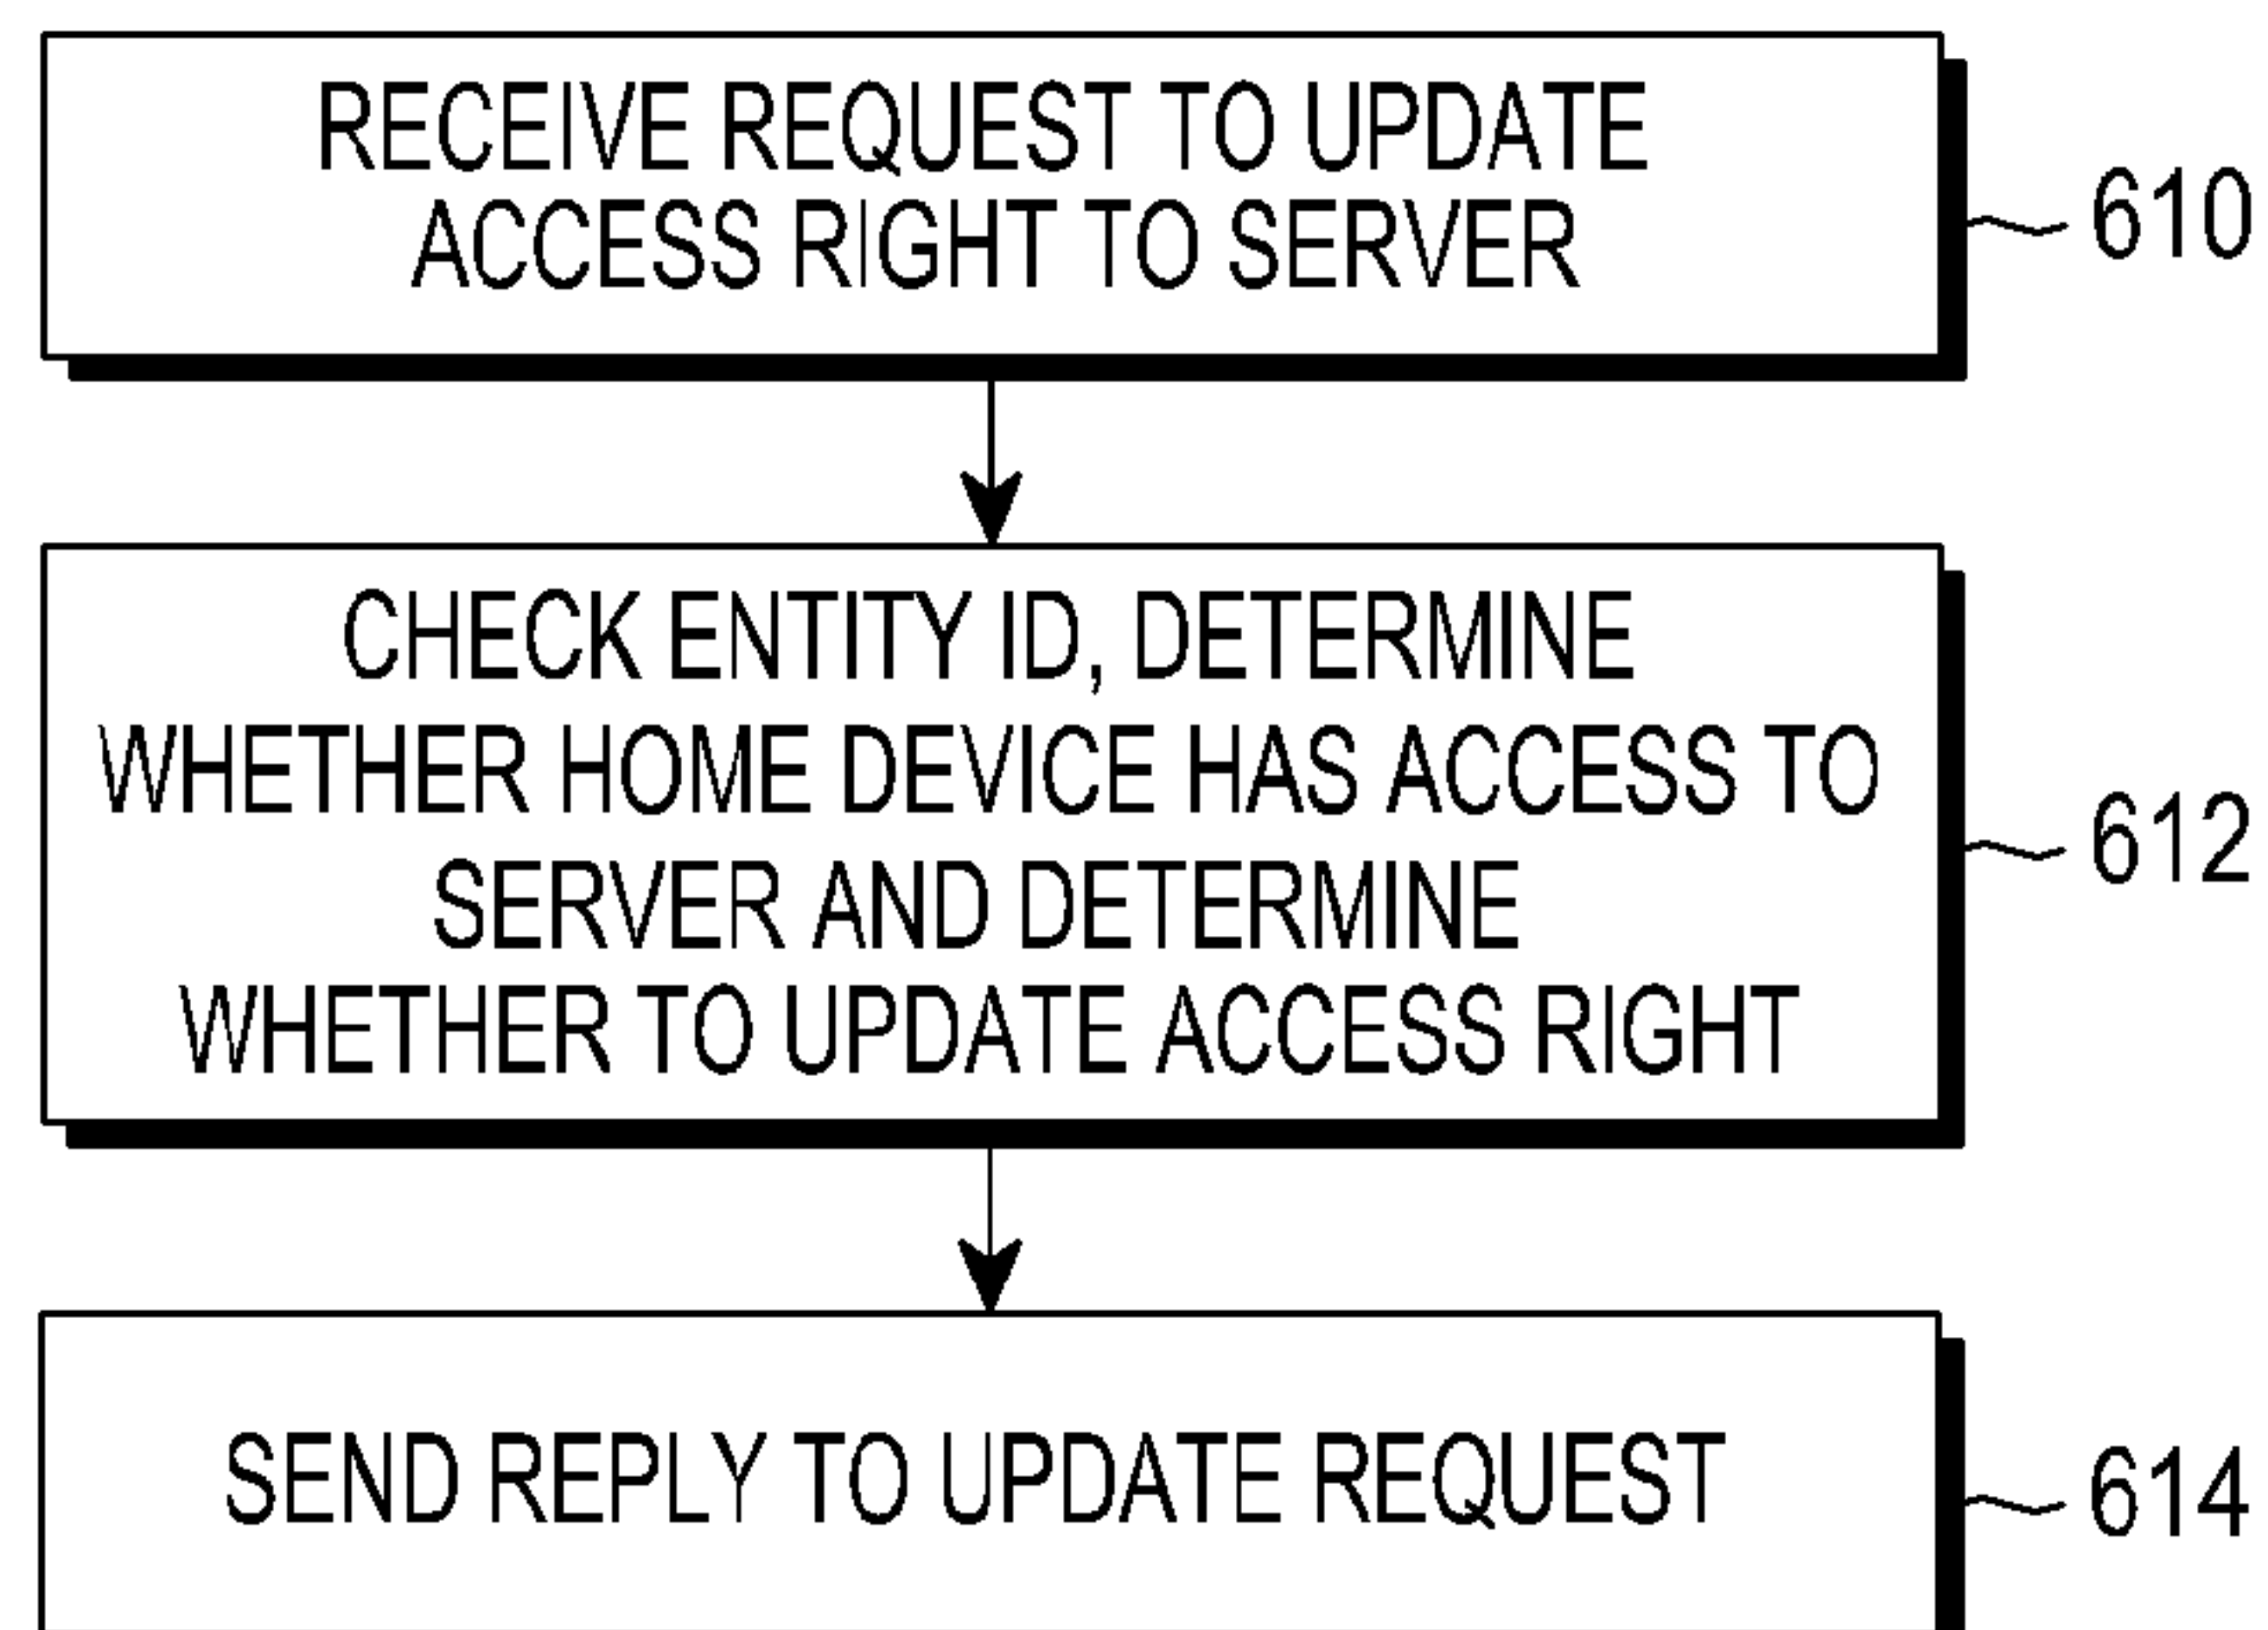 RECEIVE REQUEST TO UPDATE
ACCESS RIGHT TO SERVER
610
CHECK ENTITY ID, DETERMINE
WHETHER HOME DEVICE HAS ACCESS TO
SERVER AND DETERMINE
WHETHER TO UPDATE ACCESS RIGHT
612
SEND REPLY TO UPDATE REQUEST
614